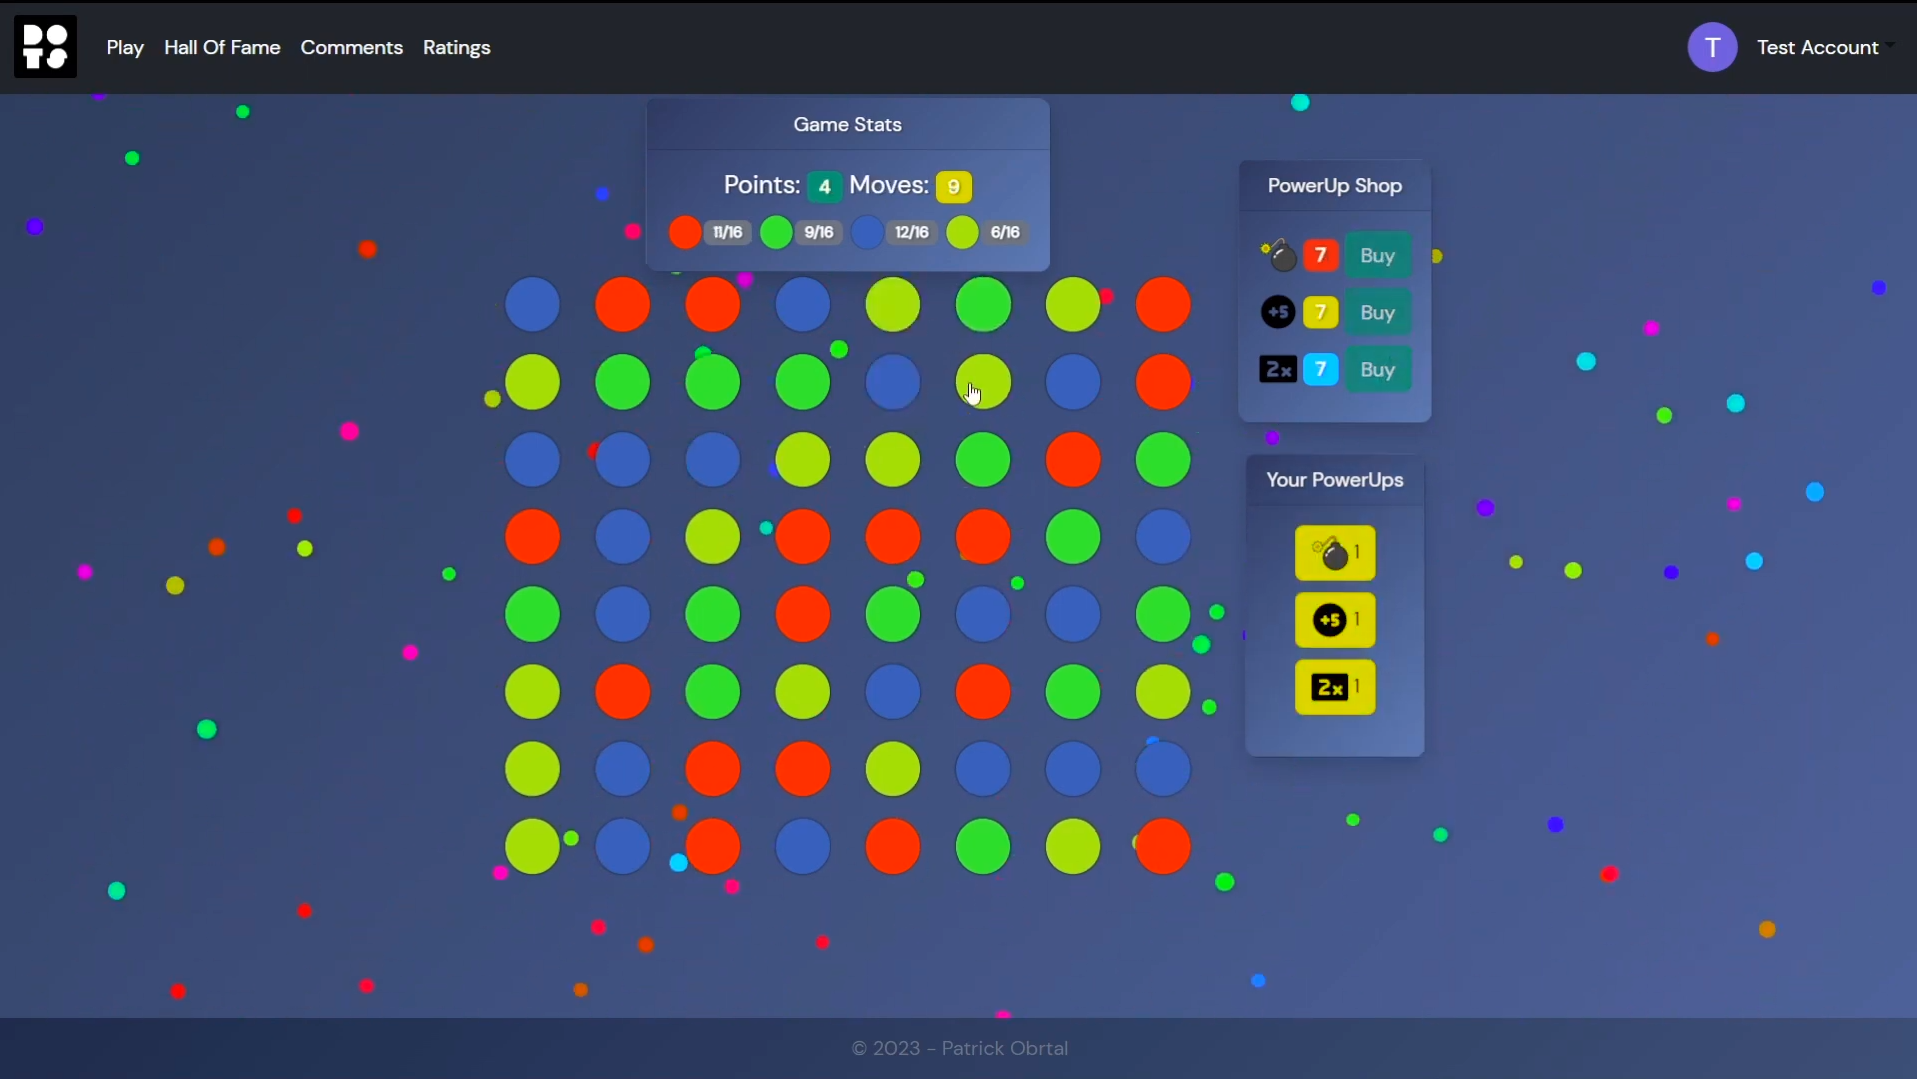 DOTS
Play Hall Of Fame Comments Ratings
T Test Account
Game Stats
Points: 4 Moves: 9
11/16 9/16 12/16 6/16
PowerUp Shop
7 Buy
+5 7 Buy
2x 7 Buy
Your PowerUps
1
+5 1
2x 1
© 2023 - Patrick Obrtal